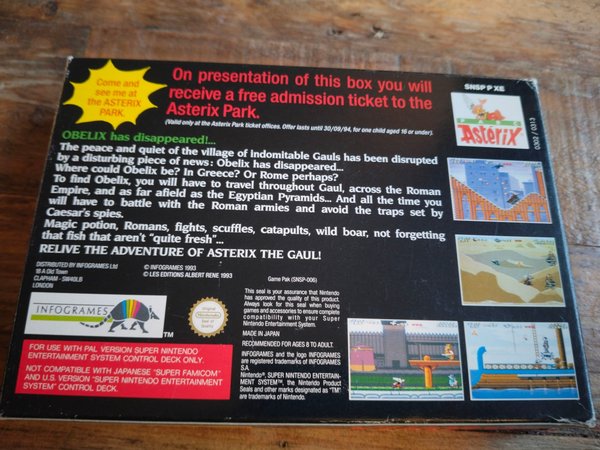 Come and
see me at
the ASTERIX
PARK.
On presentation of this box you will
receive a free admission ticket to the
Asterix Park.
(Valid only at the Asterix Park ticket offices. Offer lasts until 30/09/94, for one child aged 16 or under).
SNSP P XE
Asterix
0302 / 0313
OBELIX has disappeared!...
The peace and quiet of the village of indomitable Gauls has been disrupted
by a disturbing piece of news: Obelix has disappeared...
Where could Obelix be? In Greece? Or Rome perhaps?
To find Obelix, you will have to travel throughout Gaul, across the Roman
Empire, and as far afield as the Egyptian Pyramids... And all the time you
will have to battle with the Roman armies and avoid the traps set by
Caesar's spies.
Magic potion, Romans, fights, scuffles, catapults, wild boar, not forgetting
that fish that aren't "quite fresh"...
RELIVE THE ADVENTURE OF ASTERIX THE GAUL!
DISTRIBUTED BY INFOGRAMES Ltd
18 A Old Town
CLAPHAM - SW40LB
LONDON
© INFOGRAMES 1993
© LES EDITIONS ALBERT RENE 1993
Game Pak (SNSP-006)
This seal is your assurance that Nintendo
has approved the quality of this product.
Always look for this seal when buying
games and accessories to ensure complete
compatibility with your Super
Nintendo Entertainment System.
MADE IN JAPAN
RECOMMENDED FOR AGES 8 TO ADULT.
INFOGRAMES and the logo INFOGRAMES
are registered trademarks of INFOGRAMES
S.A.
Nintendo®, SUPER NINTENDO ENTERTAIN-
MENT SYSTEM™, the Nintendo Product
Seals and other marks designated as "TM"
are trademarks of Nintendo.
INFOGRAMES
TM
Original
Nintendo
Seal of Quality
FOR USE WITH PAL VERSION SUPER NINTENDO
ENTERTAINMENT SYSTEM CONTROL DECK ONLY.
NOT COMPATIBLE WITH JAPANESE "SUPER FAMICOM"
AND U.S. VERSION "SUPER NINTENDO ENTERTAINMENT
SYSTEM" CONTROL DECK.